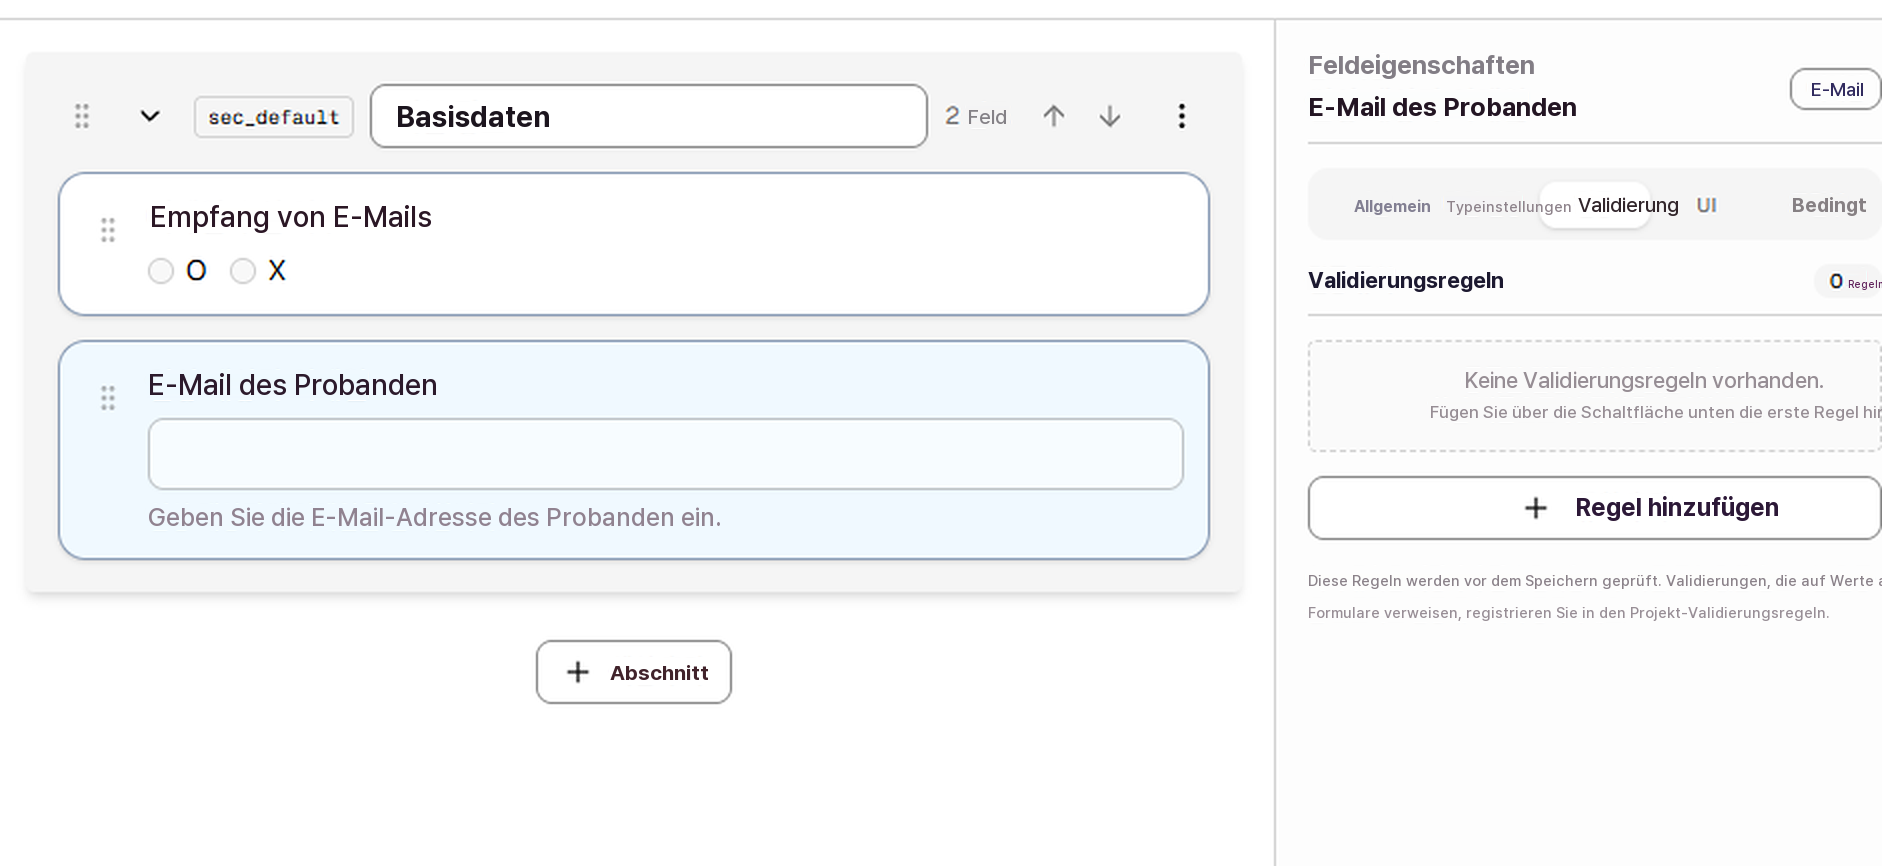 sec_default
Basisdaten
2 Feld
Empfang von E-Mails
O X
E-Mail des Probanden
Geben Sie die E-Mail-Adresse des Probanden ein.
Abschnitt
Feldeigenschaften
E-Mail des Probanden
E-Mail
Allgemein Typeinstellungen Validierung UI Bedingt
Validierungsregeln
0 Regeln
Keine Validierungsregeln vorhanden.
Fügen Sie über die Schaltfläche unten die erste Regel
Regel hinzufügen
Diese Regeln werden vor dem Speichern geprüft. Validierungen, die auf Werte
Formulare verweisen, registrieren Sie in den Projekt-Validierungsregeln.